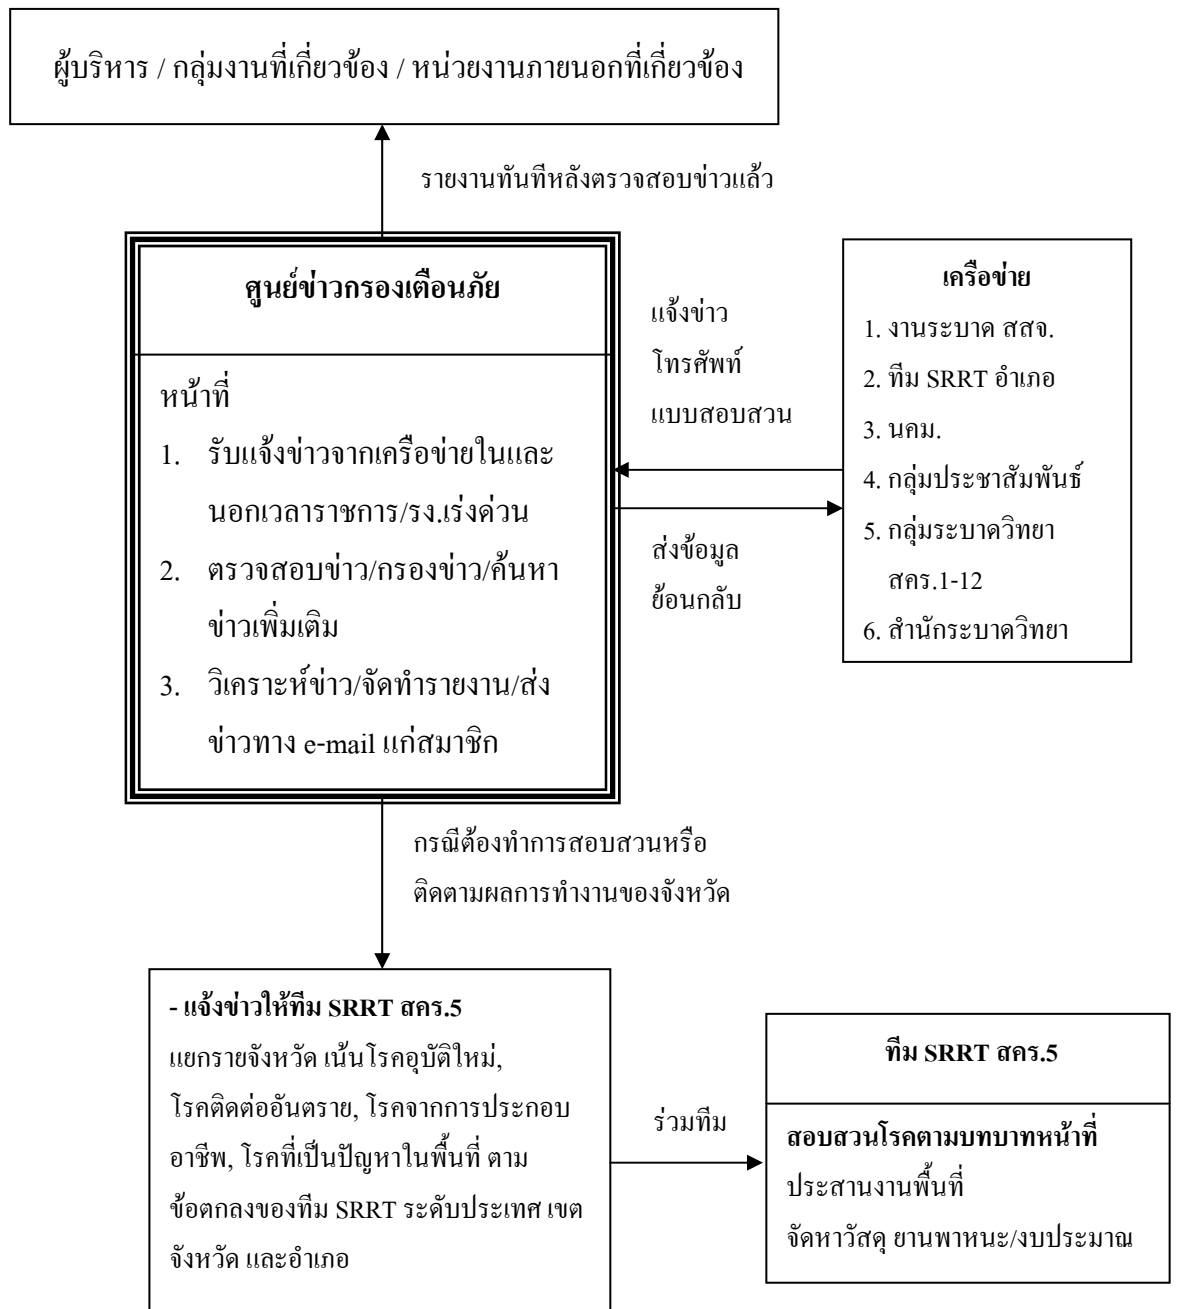 ผู้บริหาร / กลุ่มงานที่เกี่ยวข้อง / หน่วยงานภายนอกที่เกี่ยวข้อง
รายงานทันทีหลังตรวจสอบข่าวแล้ว
ศูนย์ข่าวกรองเตือนภัย
หน้าที่
1. รับแจ้งข่าวจากเครือข่ายในและ
นอกเวลาราชการ/รง.เร่งด่วน
2. ตรวจสอบข่าว/กรองข่าว/ค้นหา
ข่าวเพิ่มเติม
3. วิเคราะห์ข่าว/จัดทำรายงาน/ส่ง
ข่าวทาง e-mail แก่สมาชิก
แจ้งข่าว
โทรศัพท์
แบบสอบสวน
ส่งข้อมูล
ย้อนกลับ
เครือข่าย
1. งานระบาด สสจ.
2. ทีม SRRT อำเภอ
3. นคม.
4. กลุ่มประชาสัมพันธ์
5. กลุ่มระบาดวิทยา
สคร.1-12
6. สำนักระบาดวิทยา
กรณีต้องทำการสอบสวนหรือ
ติดตามผลการทำงานของจังหวัด
- แจ้งข่าวให้ทีม SRRT สคร.5
แยกรายจังหวัด เน้นโรคอุบัติใหม่,
โรคติดต่ออันตราย, โรคจากการประกอบ
อาชีพ, โรคที่เป็นปัญหาในพื้นที่ ตาม
ข้อตกลงของทีม SRRT ระดับประเทศ เขต
จังหวัด และอำเภอ
ร่วมทีม
ทีม SRRT สคร.5
สอบสวนโรคตามบทบาทหน้าที่
ประสานงานพื้นที่
จัดหาวัสดุ ยานพาหนะ/งบประมาณ